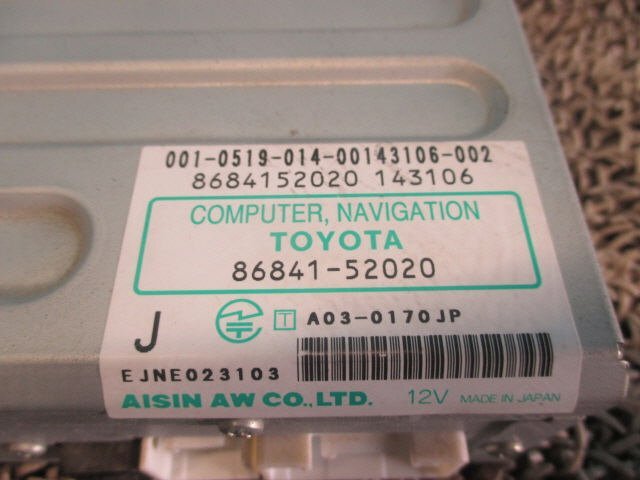 001-0519-014-00143106-002
8684152020 143106
COMPUTER, NAVIGATION
TOYOTA
86841-52020
J T A03-0170JP
EJNE023103
AISIN AW CO.,LTD. 12V MADE IN JAPAN